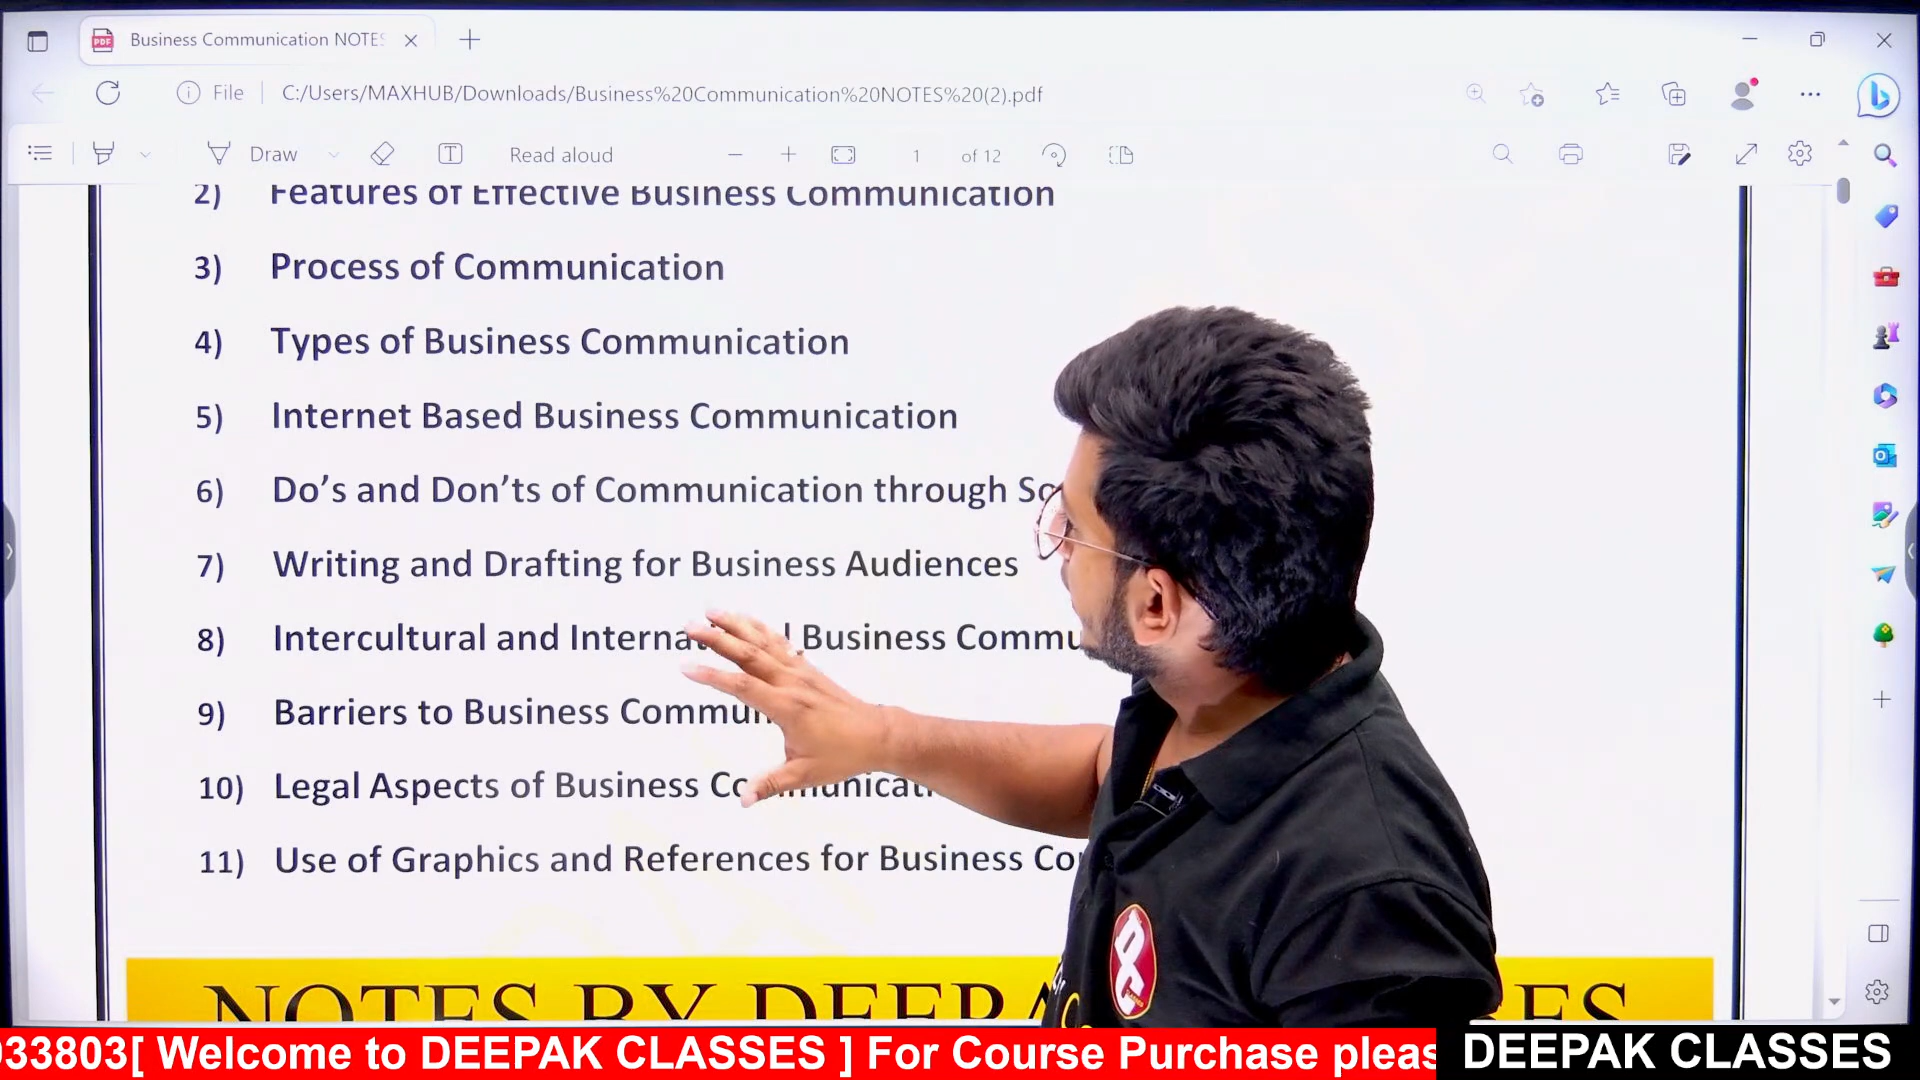 Business Communication NOTES
File C:/Users/MAXHUB/Downloads/Business%20Communication%20NOTES%20(2).pdf
Draw Read aloud 1 of 12
2) Features of Effective Business Communication
3) Process of Communication
4) Types of Business Communication
5) Internet Based Business Communication
6) Do's and Don'ts of Communication through
7) Writing and Drafting for Business Audiences
8) Intercultural and Business
9) Barriers to Business
10) Legal Aspects of Business
11) Use of Graphics and References for Business
NOTES BY
033803[ Welcome to DEEPAK CLASSES ] For Course Purchase
DEEPAK CLASSES